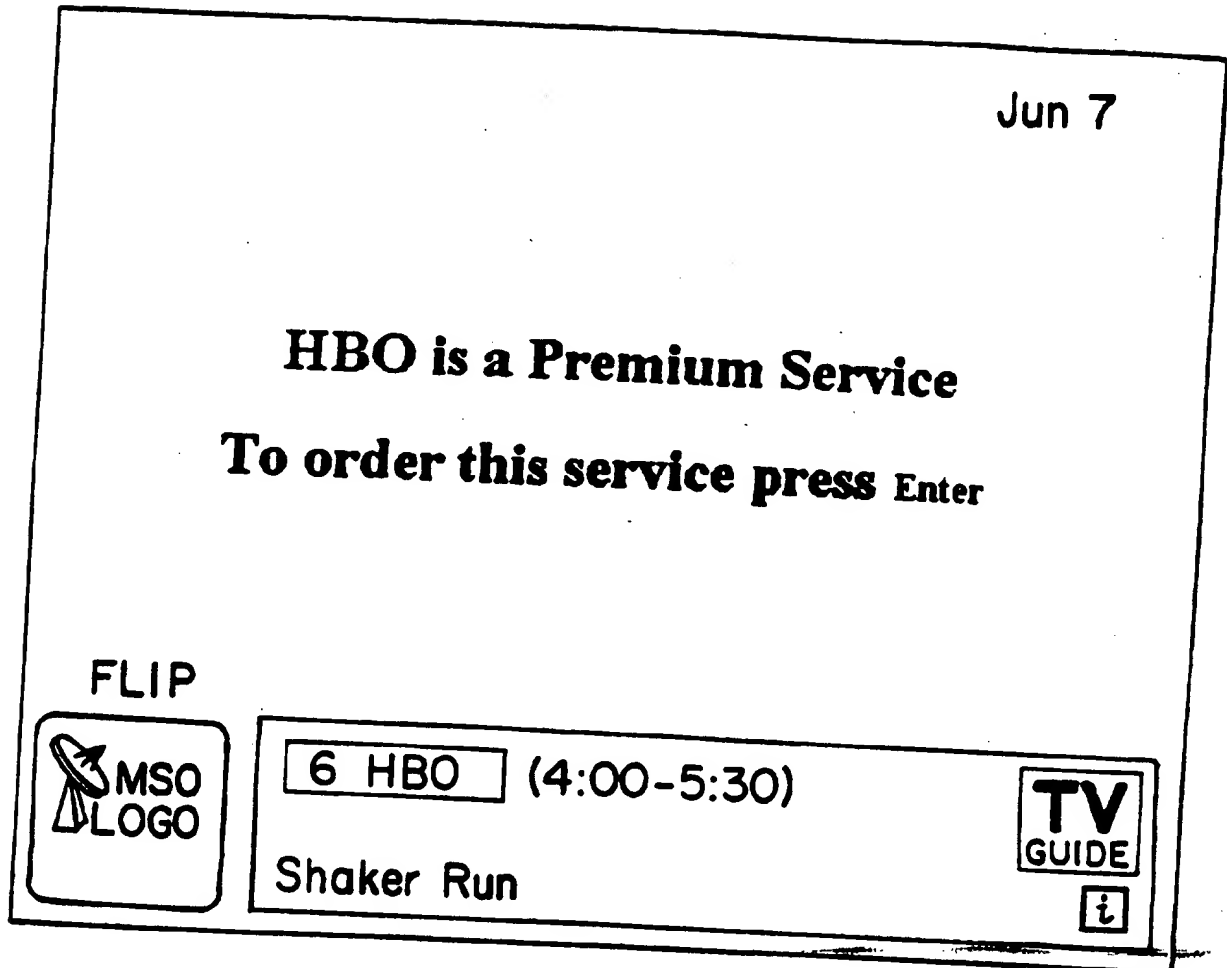 Jun 7
HBO is a Premium Service
To order this service press Enter
FLIP
MSO
LOGO
6 HBO (4:00-5:30)
Shaker Run
TV
GUIDE
i